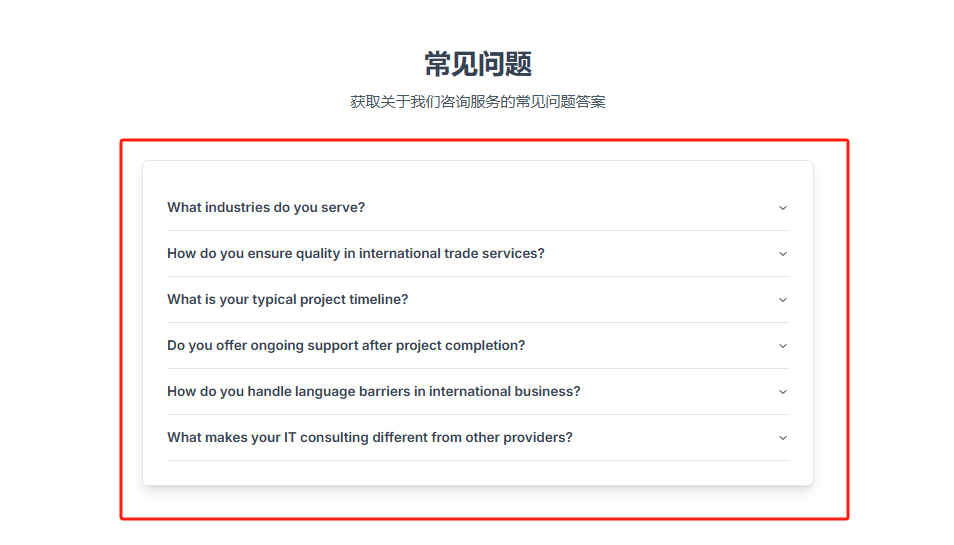 常见问题
获取关于我们咨询服务的常见问题答案
What industries do you serve?
How do you ensure quality in international trade services?
What is your typical project timeline?
Do you offer ongoing support after project completion?
How do you handle language barriers in international business?
What makes your IT consulting different from other providers?